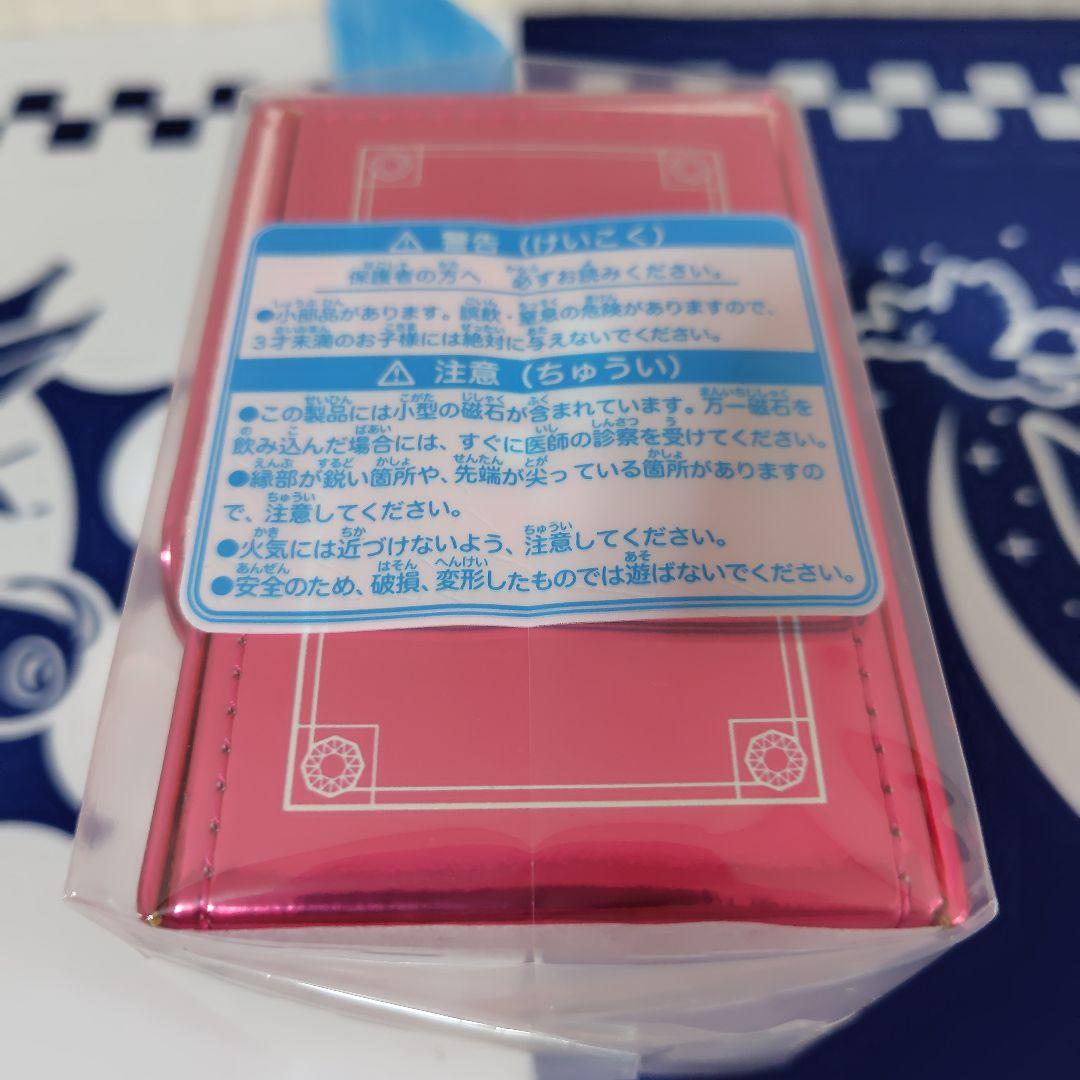 ⚠ 警告 (けいこく)
保護者の方へ 必ずお読みください。
●小部品があります。誤飲・窒息の危険がありますので、
3才未満のお子様には絶対に与えないでください。
⚠ 注意 (ちゅうい)
●この製品には小型の磁石が含まれています。万一磁石を
飲み込んだ場合には、すぐに医師の診察を受けてください。
●縁部が鋭い箇所や、先端が尖っている箇所がありますの
で、注意してください。
●火気には近づけないよう、注意してください。
●安全のため、破損、変形したものでは遊ばないでください。